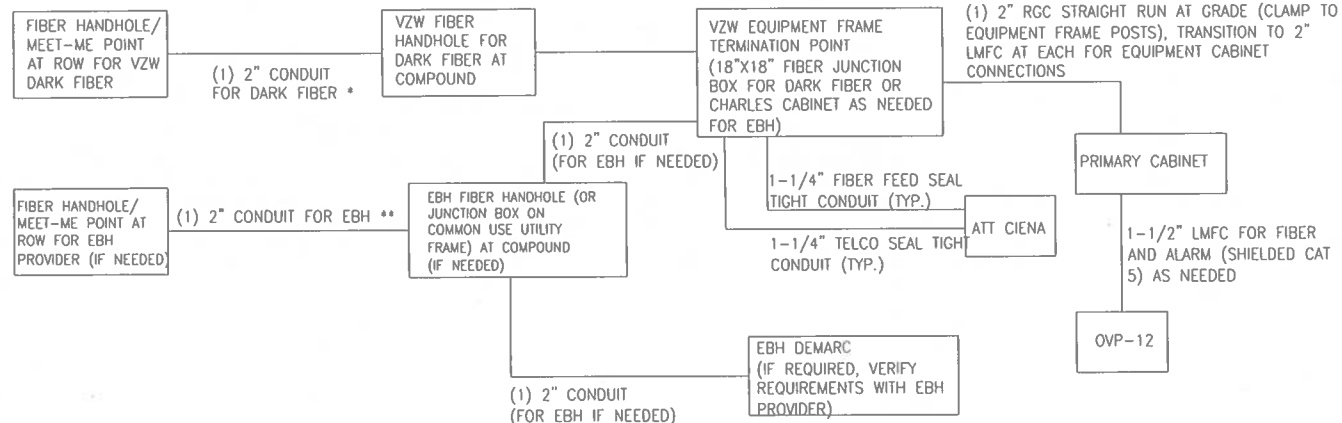 FIBER HANDHOLE/
MEET-ME POINT
AT ROW FOR VZW
DARK FIBER
(1) 2" CONDUIT
FOR DARK FIBER *
VZW FIBER
HANDHOLE FOR
DARK FIBER AT
COMPOUND
VZW EQUIPMENT FRAME
TERMINATION POINT
(18"X18" FIBER JUNCTION
BOX FOR DARK FIBER OR
CHARLES CABINET AS NEEDED
FOR EBH)
(1) 2" RGC STRAIGHT RUN AT GRADE (CLAMP TO
EQUIPMENT FRAME POSTS), TRANSITION TO 2"
LMFC AT EACH FOR EQUIPMENT CABINET
CONNECTIONS
(1) 2" CONDUIT
(FOR EBH IF NEEDED)
PRIMARY CABINET
FIBER HANDHOLE/
MEET-ME POINT AT
ROW FOR EBH
PROVIDER (IF NEEDED)
(1) 2" CONDUIT FOR EBH **
EBH FIBER HANDHOLE (OR
JUNCTION BOX ON
COMMON USE UTILITY
FRAME) AT COMPOUND
(IF NEEDED)
1-1/4" FIBER FEED SEAL
TIGHT CONDUIT (TYP.)
ATT CIENA
1-1/4" TELCO SEAL TIGHT
CONDUIT (TYP.)
1-1/2" LMFC FOR FIBER
AND ALARM (SHIELDED CAT
5) AS NEEDED
OVP-12
(1) 2" CONDUIT
(FOR EBH IF NEEDED)
EBH DEMARC
(IF REQUIRED, VERIFY
REQUIREMENTS WITH EBH
PROVIDER)